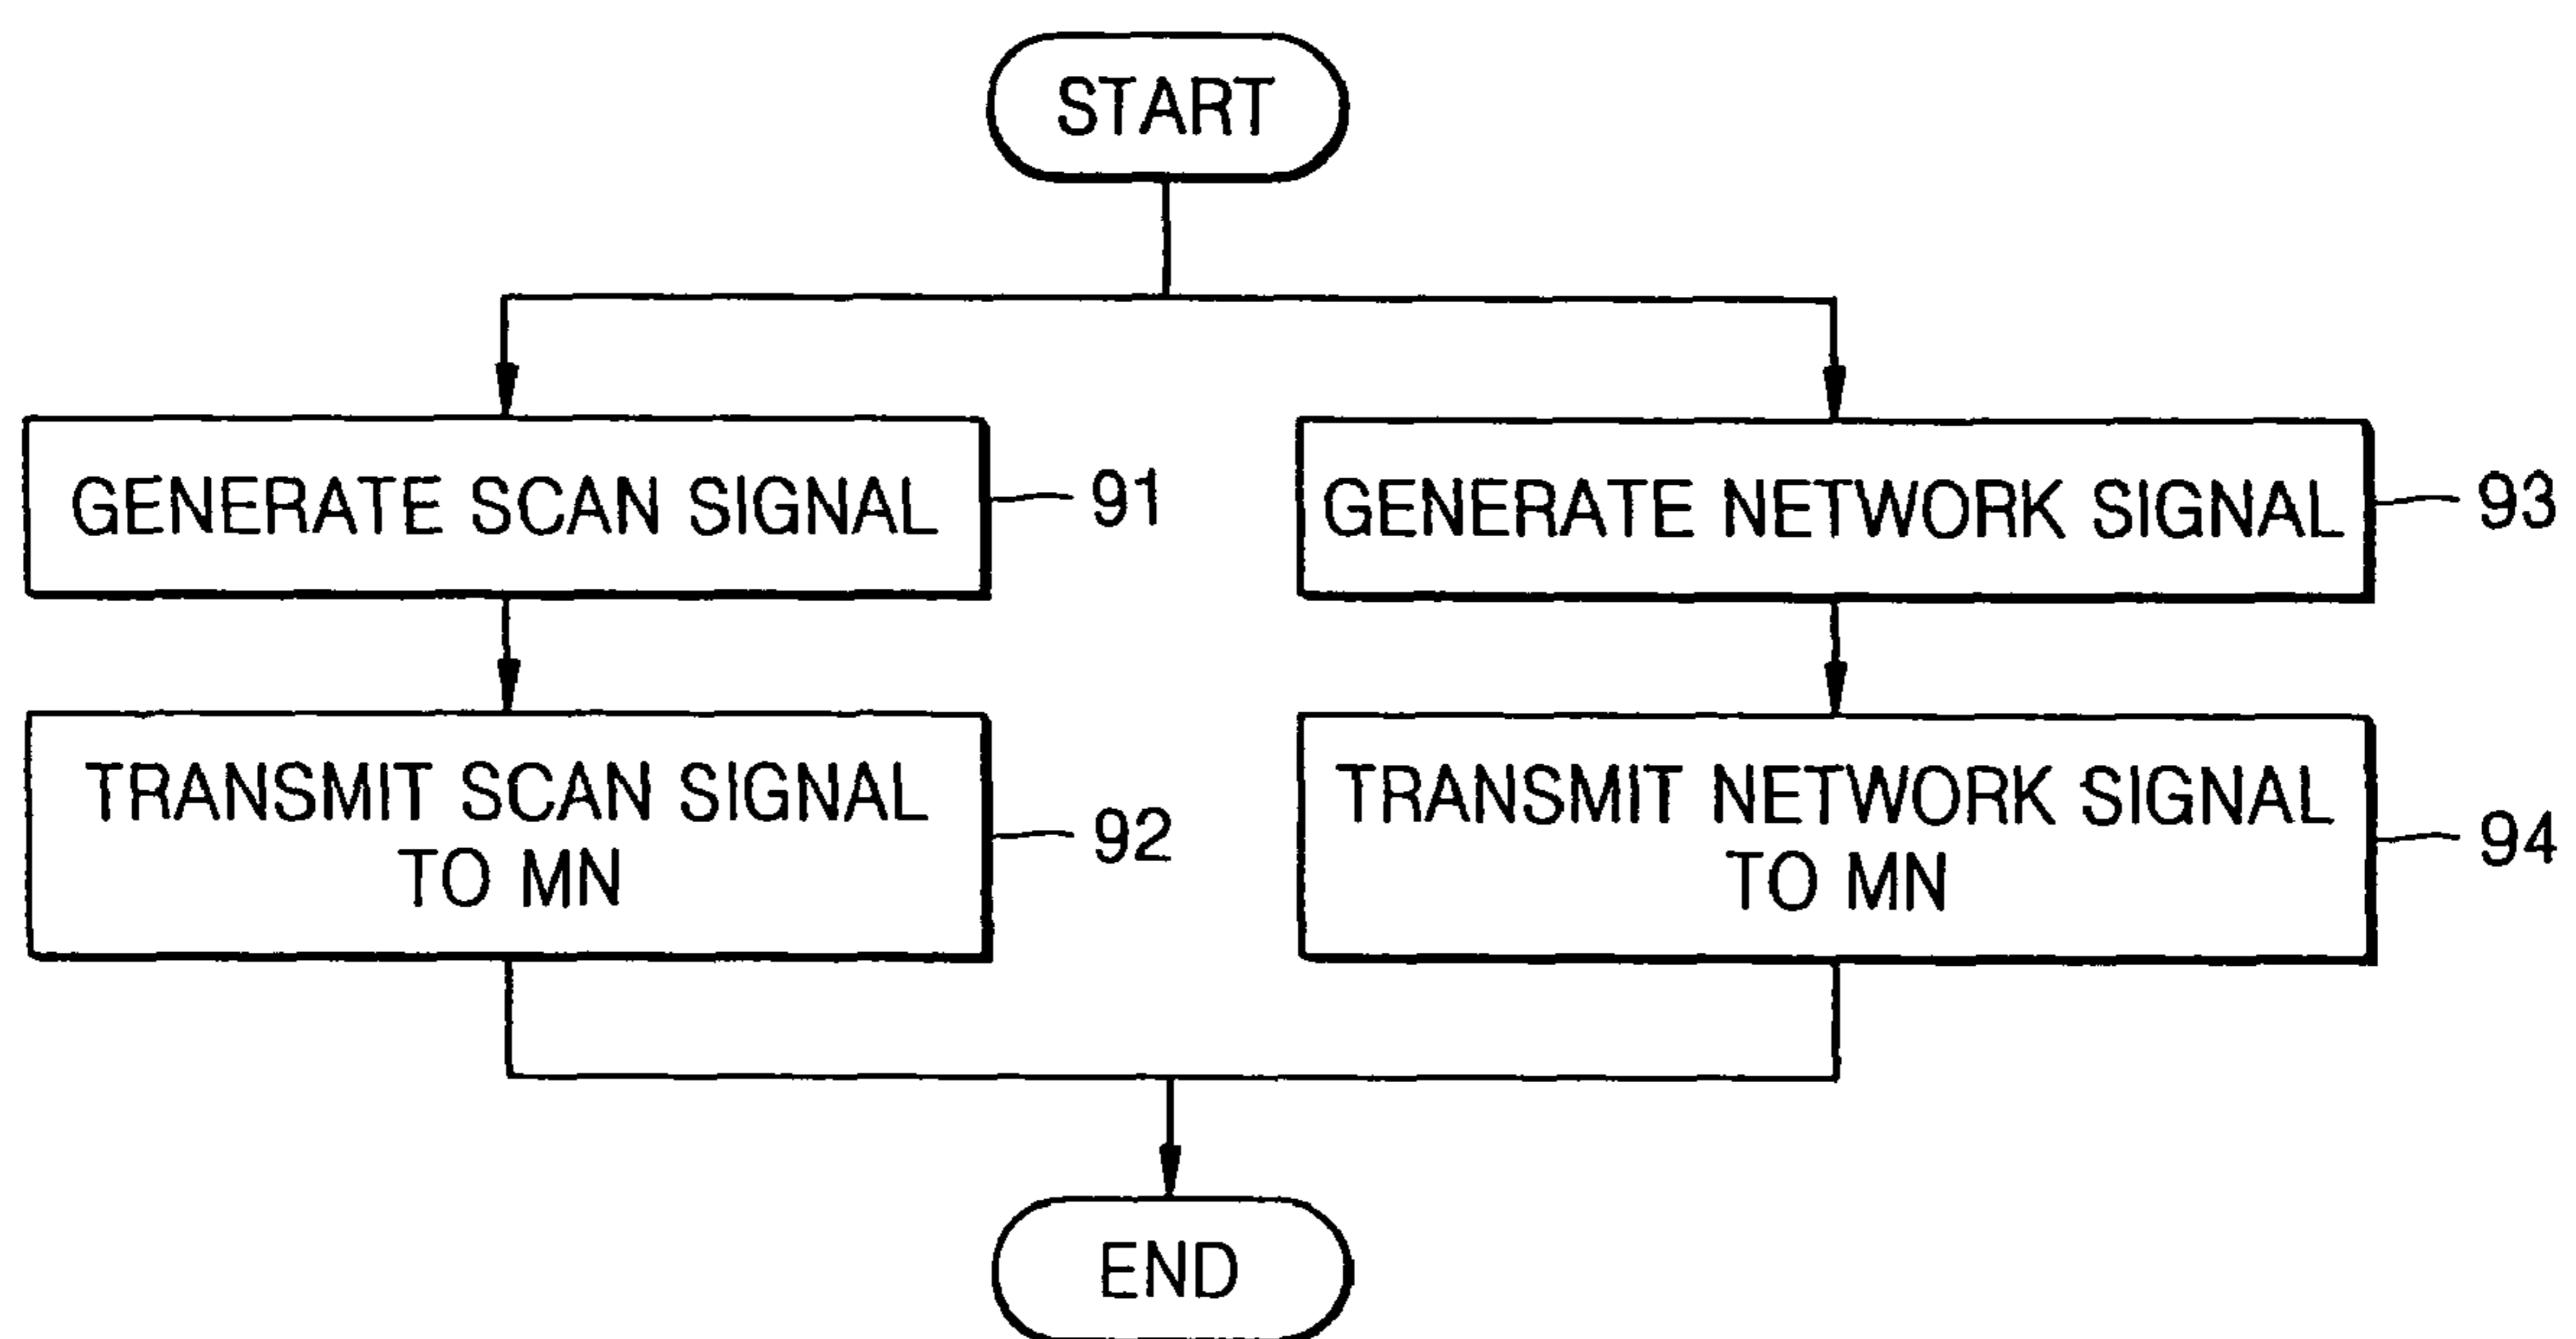 START
GENERATE SCAN SIGNAL
91
GENERATE NETWORK SIGNAL
93
TRANSMIT SCAN SIGNAL
TO MN
92
TRANSMIT NETWORK SIGNAL
TO MN
94
END